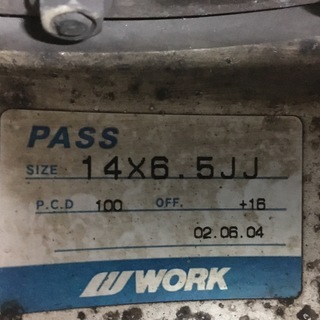 PASS
SIZE 14X6.5JJ
P.C.D 100 OFF. +16
02.06.04
WORK